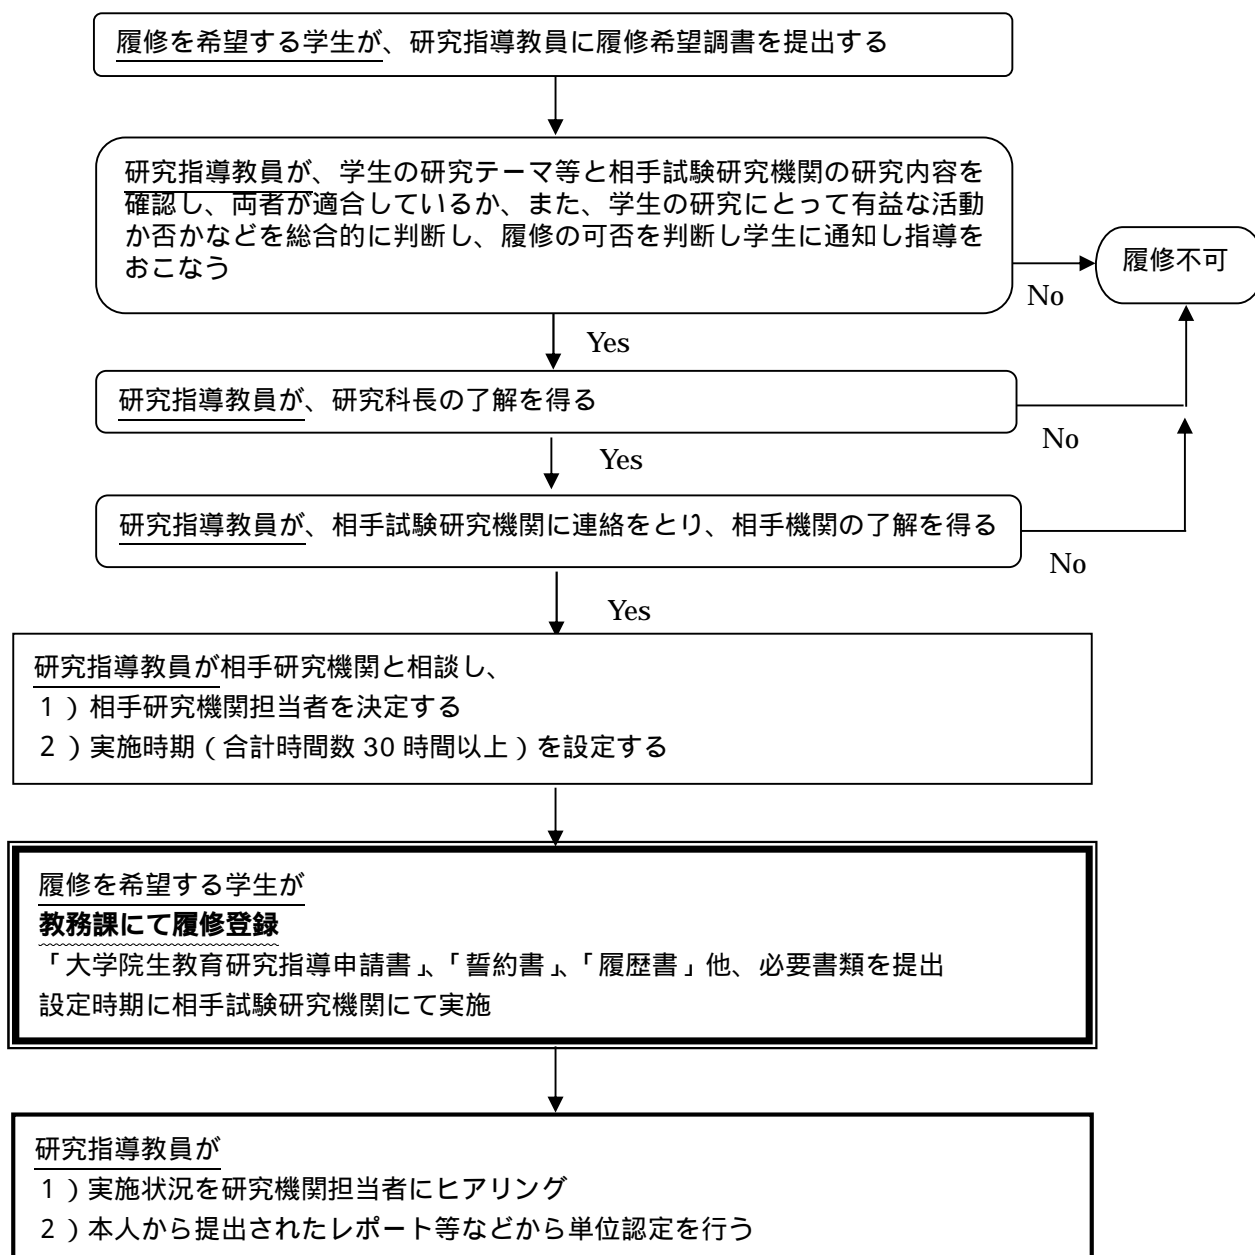 履修を希望する学生が、研究指導教員に履修希望調書を提出する
研究指導教員が、学生の研究テーマ等と相手試験研究機関の研究内容を
確認し、両者が適合しているか、また、学生の研究にとって有益な活動
か否かなどを総合的に判断し、履修の可否を判断し学生に通知し指導を
おこなう
履修不可
No
Yes
研究指導教員が、研究科長の了解を得る
No
Yes
研究指導教員が、相手試験研究機関に連絡をとり、相手機関の了解を得る
No
Yes
研究指導教員が相手研究機関と相談し、
1）相手研究機関担当者を決定する
2）実施時期（合計時間数 30 時間以上）を設定する
履修を希望する学生が
教務課にて履修登録
「大学院生教育研究指導申請書」、「誓約書」、「履歴書」他、必要書類を提出
設定時期に相手試験研究機関にて実施
研究指導教員が
1）実施状況を研究機関担当者にヒアリング
2）本人から提出されたレポート等などから単位認定を行う